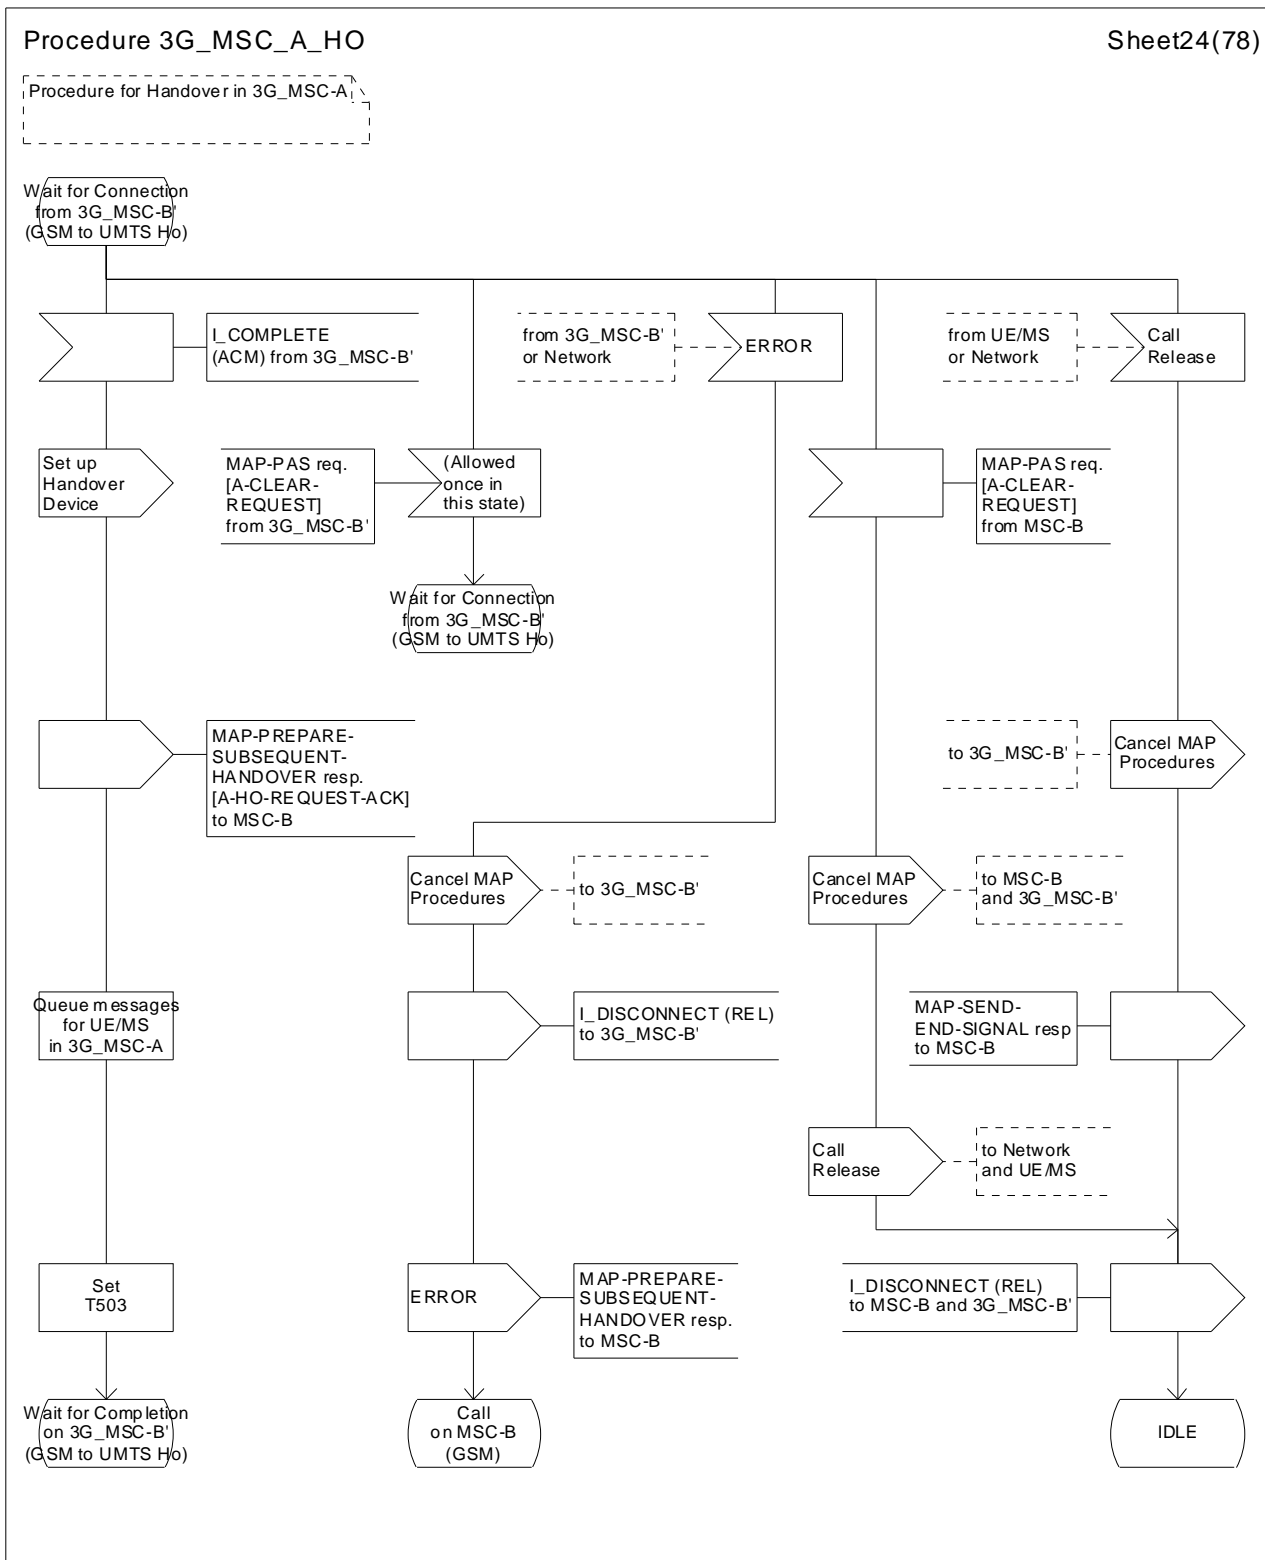 Procedure 3G_MSC_A_HO
Sheet24(78)
Procedure for Handover in 3G_MSC-A
Wait for Connection
from 3G_MSC-B'
(GSM to UMTS Ho)
I_COMPLETE
(ACM) from 3G_MSC-B'
from 3G_MSC-B'
or Network
ERROR
from UE/MS
or Network
Call
Release
Set up
Handover
Device
MAP-PAS req.
[A-CLEAR-
REQUEST]
from 3G_MSC-B'
(Allowed
once in
this state)
MAP-PAS req.
[A-CLEAR-
REQUEST]
from MSC-B
Wait for Connection
from 3G_MSC-B'
(GSM to UMTS Ho)
MAP-PREPARE-
SUBSEQUENT-
HANDOVER resp.
[A-HO-REQUEST-ACK]
to MSC-B
to 3G_MSC-B'
Cancel MAP
Procedures
Cancel MAP
Procedures
to 3G_MSC-B'
Cancel MAP
Procedures
to MSC-B
and 3G_MSC-B'
Queue messages
for UE/MS
in 3G_MSC-A
I_DISCONNECT (REL)
to 3G_MSC-B'
MAP-SEND-
END-SIGNAL resp
to MSC-B
Call
Release
to Network
and UE/MS
Set
T503
ERROR
MAP-PREPARE-
SUBSEQUENT-
HANDOVER resp.
to MSC-B
I_DISCONNECT (REL)
to MSC-B and 3G_MSC-B'
Wait for Completion
on 3G_MSC-B'
(GSM to UMTS Ho)
Call
on MSC-B
(GSM)
IDLE